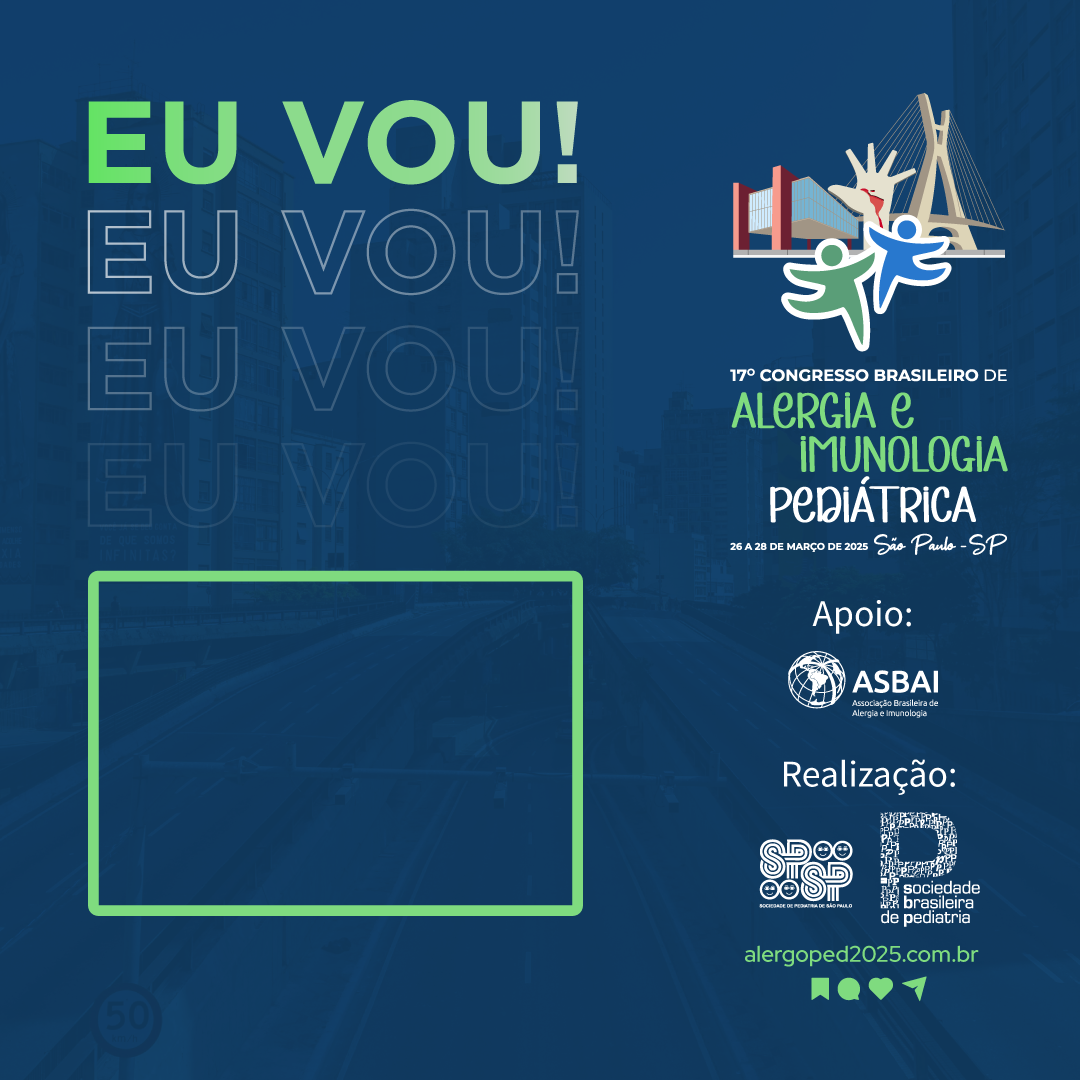 EU VOU!
EU VOU!
EU VOU!
EU VOU!
17º CONGRESSO BRASILEIRO DE
ALERGIA E
IMUNOLOGIA
PEDIÁTRICA
26 A 28 DE MARÇO DE 2025 São Paulo - SP
Apoio:
ASBAI
Associação Brasileira de
Alergia e Imunologia
Realização:
SPSP
SOCIEDADE DE PEDIATRIA DE SÃO PAULO
sociedade
brasileira
de pediatria
alergoped2025.com.br
50